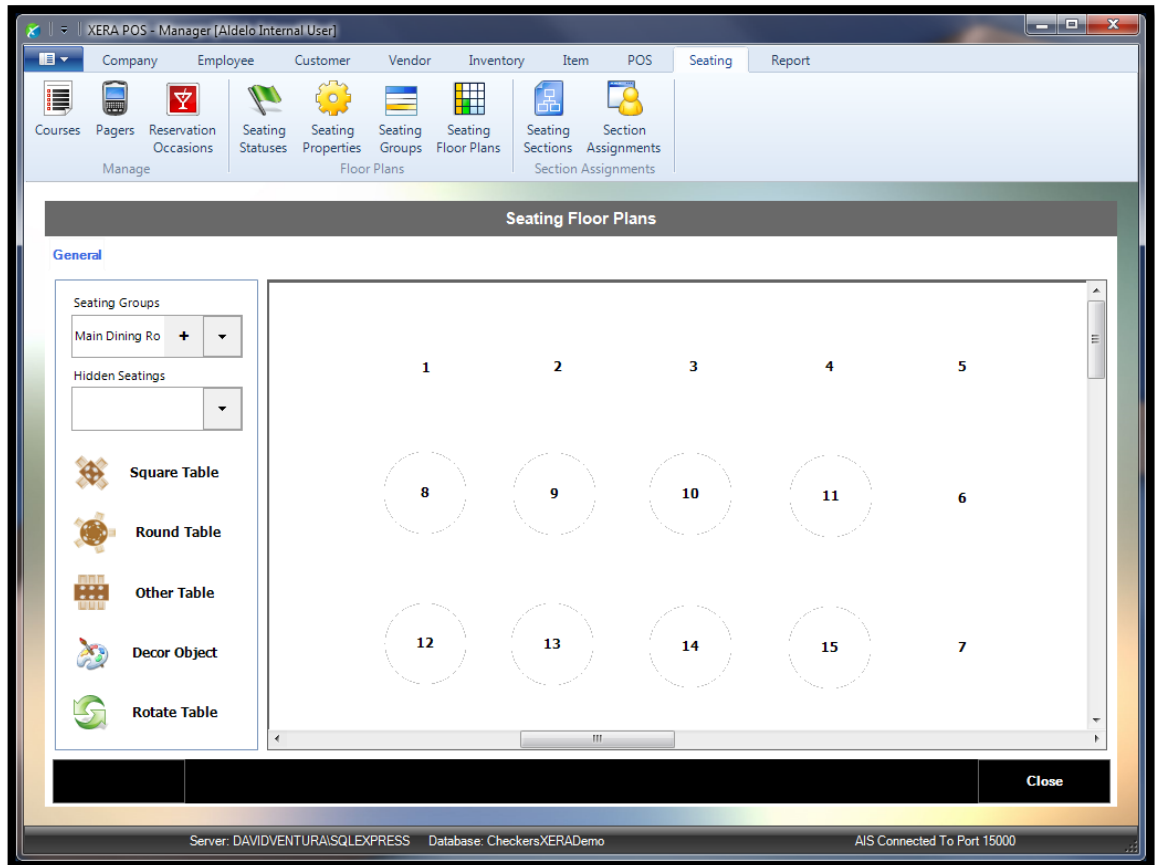 XERA POS - Manager [Aldelo Internal User]
Company Employee Customer Vendor Inventory Item POS Seating Report
Courses Pagers Reservation Occasions Seating Statuses Seating Properties Seating Groups Seating Floor Plans Seating Sections Section Assignments
Manage Floor Plans Section Assignments
Seating Floor Plans
General
Seating Groups
Main Dining Ro +
Hidden Seatings
Square Table
Round Table
Other Table
Decor Object
Rotate Table
1 2 3 4 5
8 9 10 11 6
12 13 14 15 7
Close
Server: DAVIDVENTURA\SQLEXPRESS Database: CheckersXERADemo AIS Connected To Port 15000